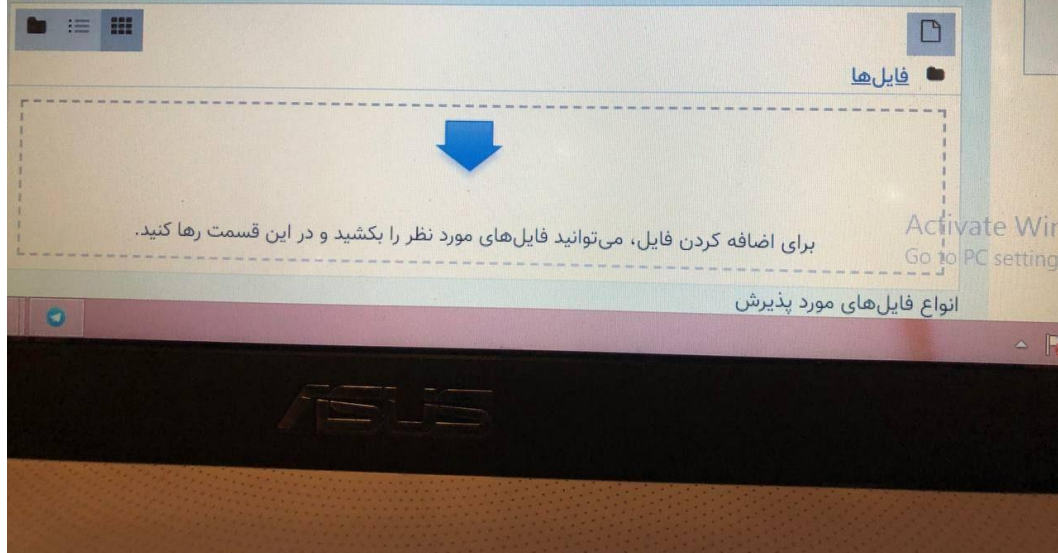 فایل‌ها
برای اضافه کردن فایل، می‌توانید فایل‌های مورد نظر را بکشید و در این قسمت رها کنید.
Activate Win
Go to PC setting
انواع فایل‌های مورد پذیرش
ASUS